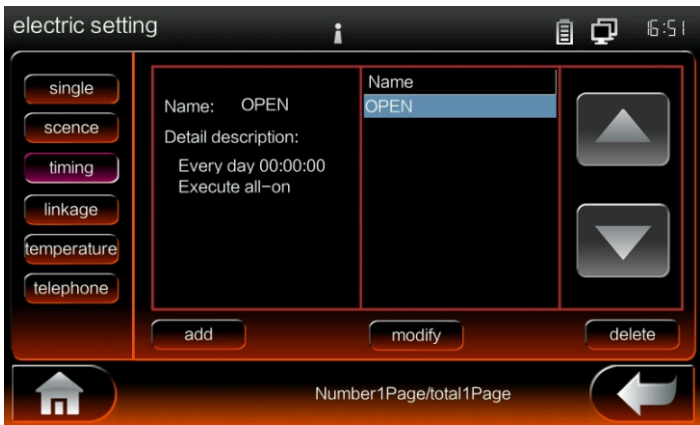 electric setting
16:51
single
scence
timing
linkage
temperature
telephone
Name: OPEN
Detail description:
Every day 00:00:00
Execute all-on
Name
OPEN
add
modify
delete
Number1Page/total1Page